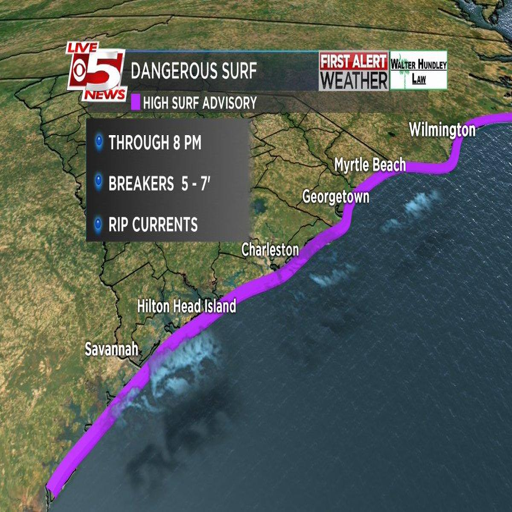 LIVE
5
NEWS
DANGEROUS SURF
FIRST ALERT
WEATHER
WALTER HUNDLEY
LAW
HIGH SURF ADVISORY
THROUGH 8 PM
BREAKERS 5 - 7'
RIP CURRENTS
Wilmington
Myrtle Beach
Georgetown
Charleston
Hilton Head Island
Savannah